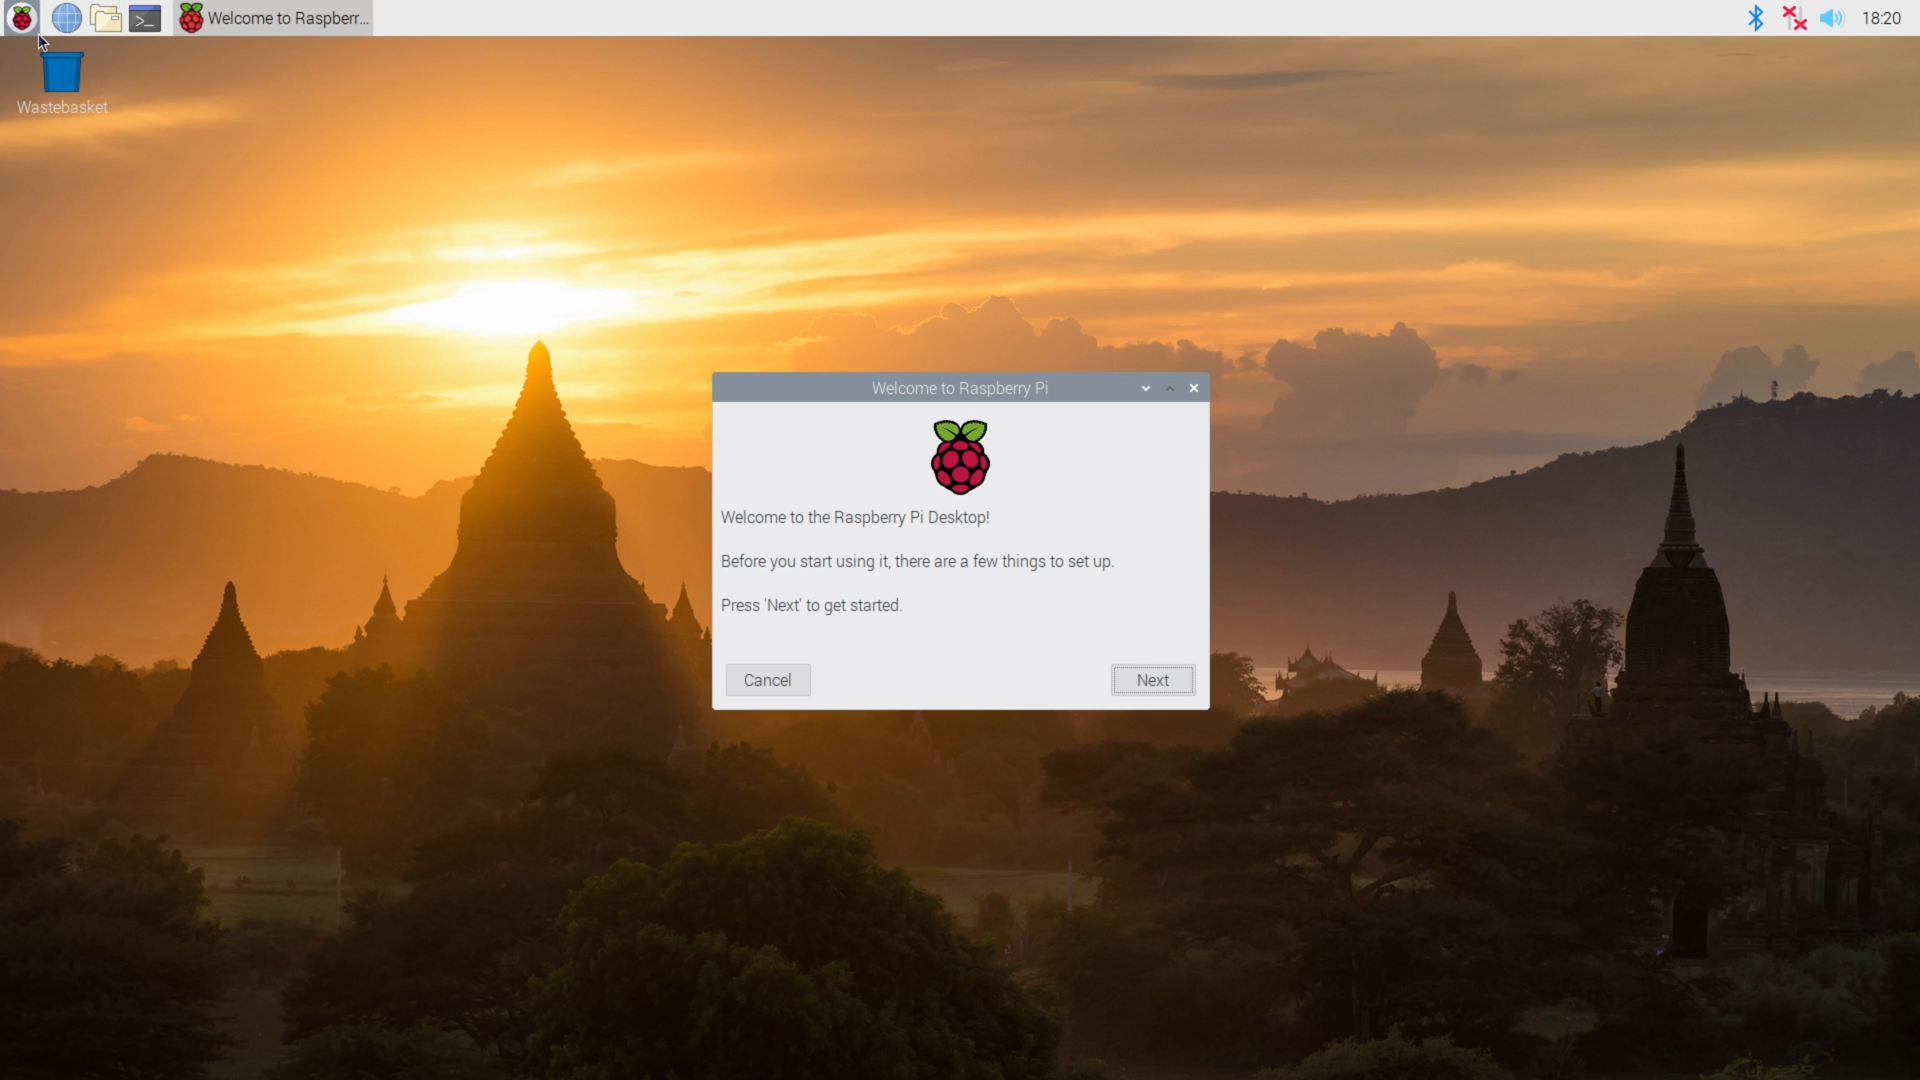 Welcome to Raspberr...
18:20
Wastebasket
Welcome to Raspberry Pi
Welcome to the Raspberry Pi Desktop!
Before you start using it, there are a few things to set up.
Press 'Next' to get started.
Cancel
Next